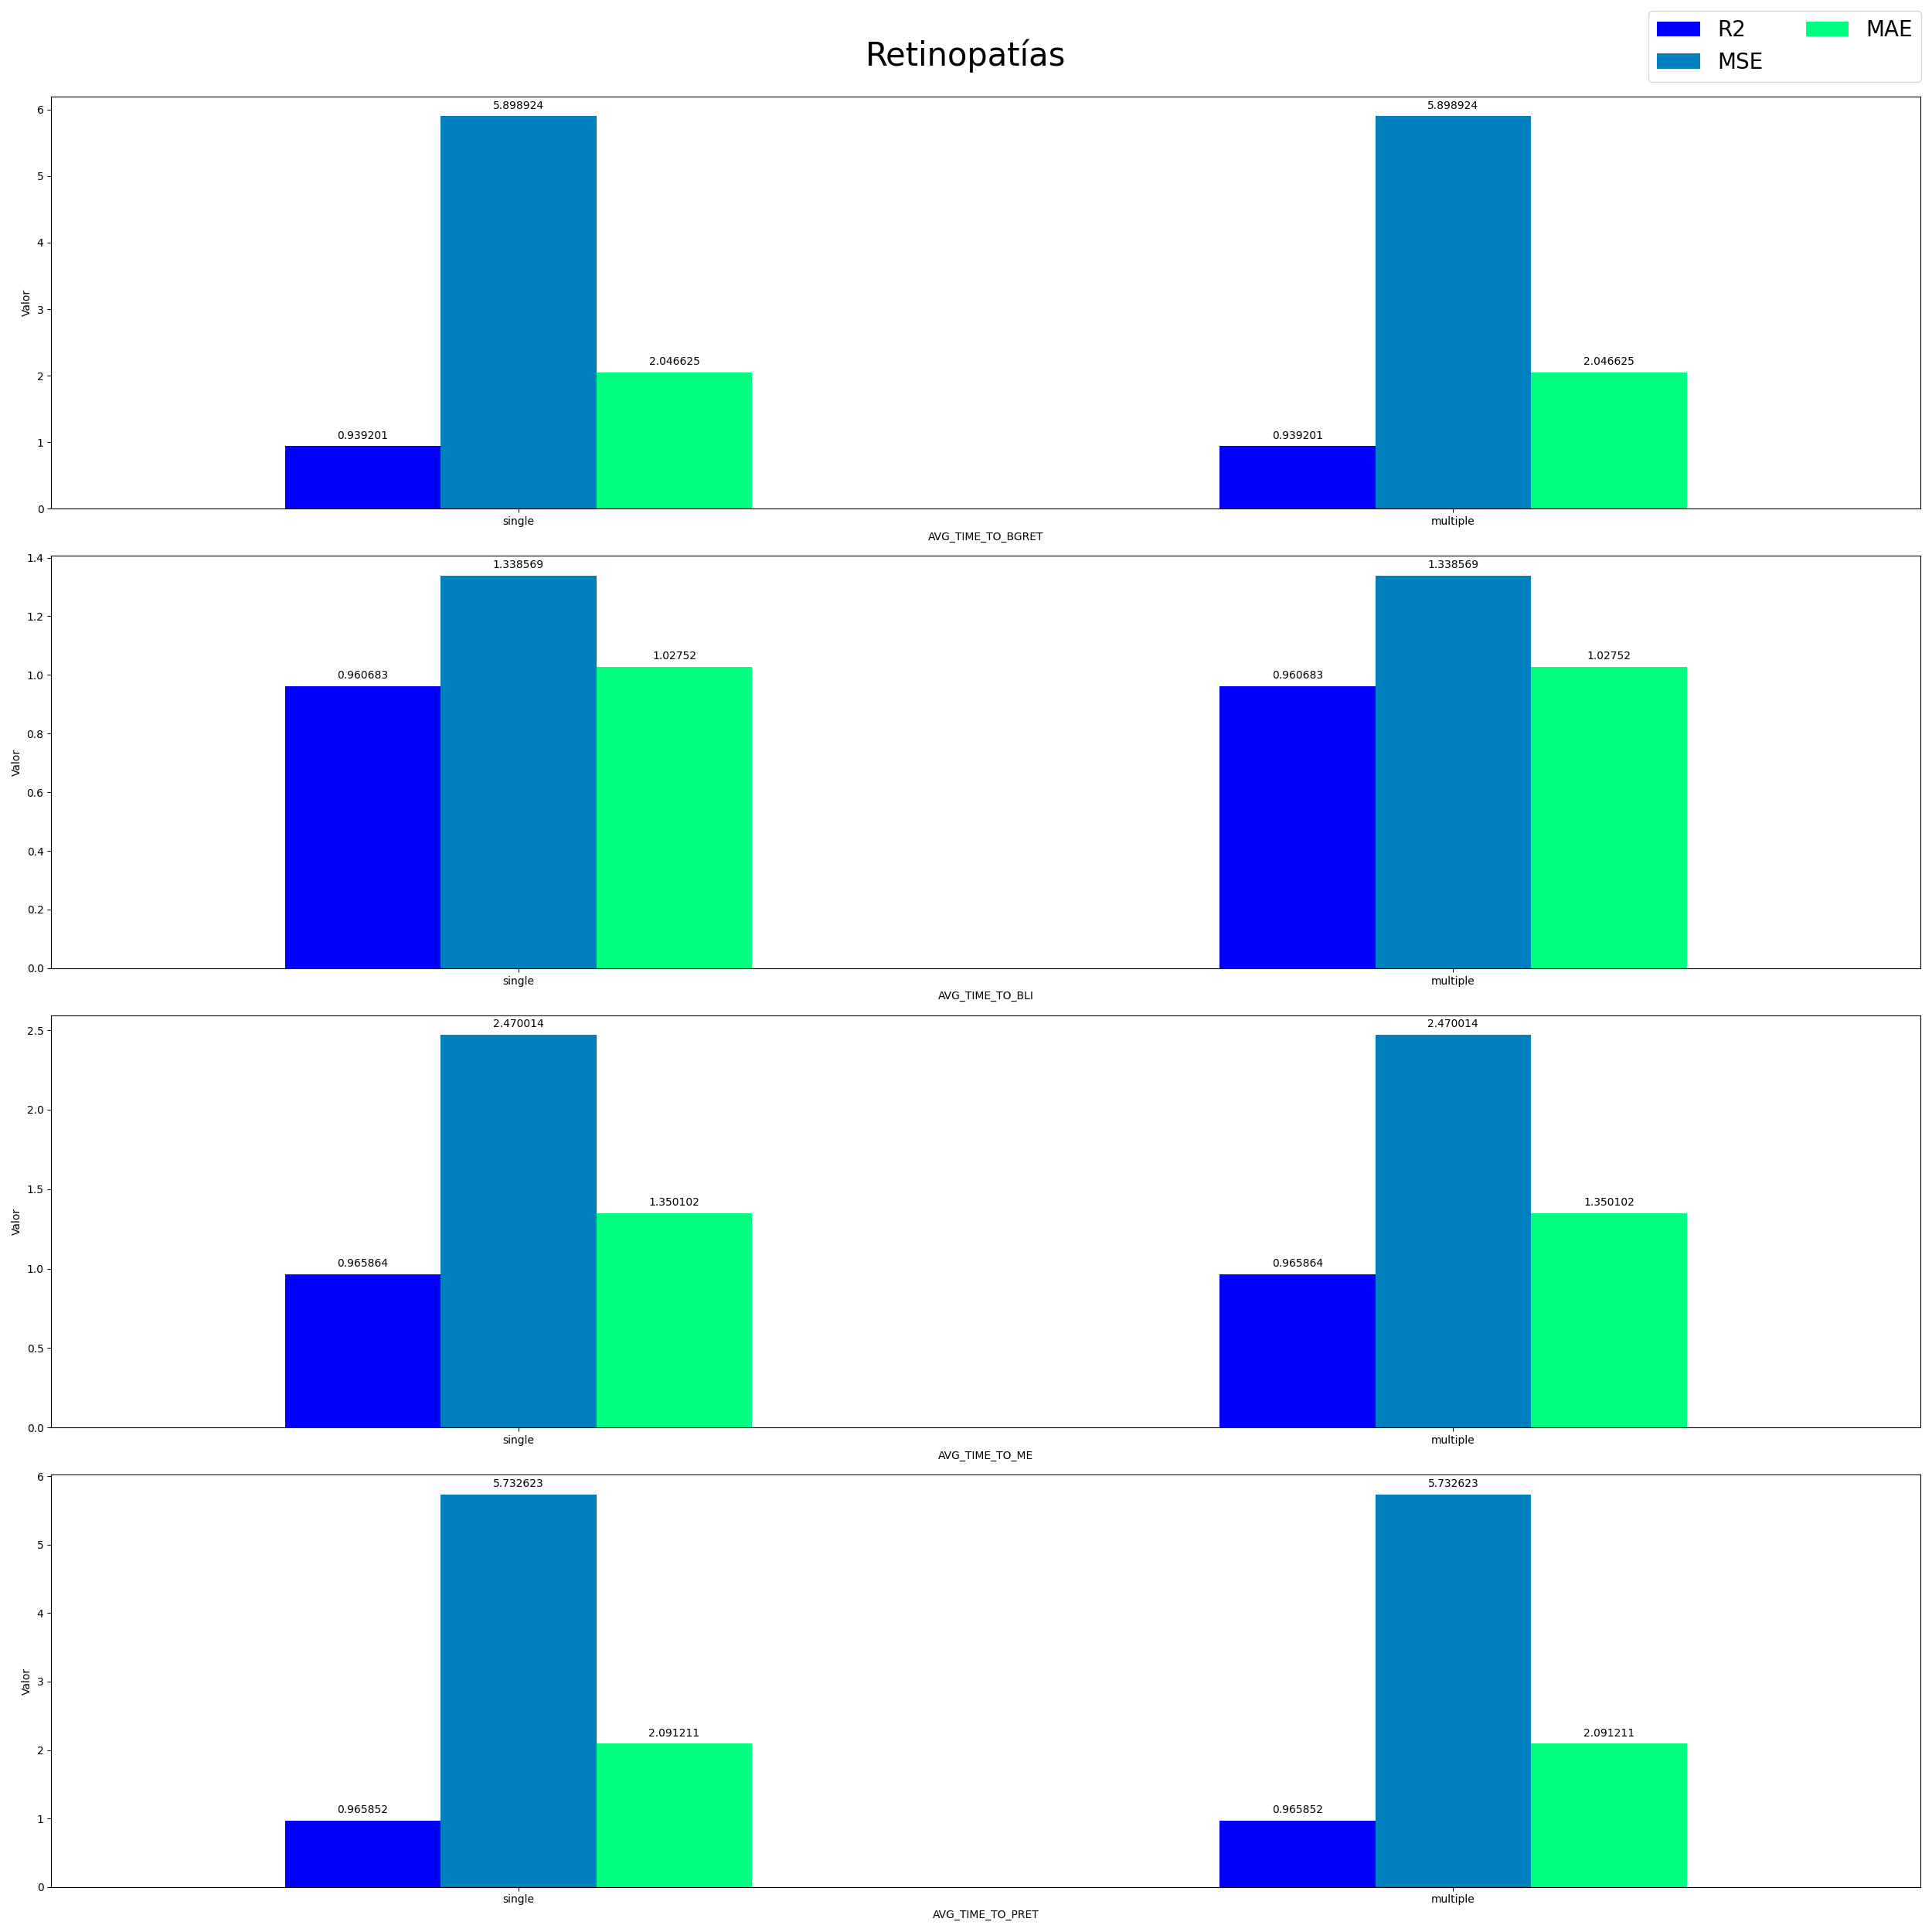 Retinopatías
R2
MSE
MAE
6
5
4
3
2
1
0
Valor
5.898924
2.046625
0.939201
5.898924
2.046625
0.939201
single
multiple
AVG_TIME_TO_BGRET
1.4
1.2
1.0
0.8
0.6
0.4
0.2
0.0
Valor
0.960683
1.338569
1.02752
0.960683
1.338569
1.02752
single
multiple
AVG_TIME_TO_BLI
2.5
2.0
1.5
1.0
0.5
0.0
Valor
0.965864
2.470014
1.350102
0.965864
2.470014
1.350102
single
multiple
AVG_TIME_TO_ME
6
5
4
3
2
1
0
Valor
0.965852
5.732623
2.091211
0.965852
5.732623
2.091211
single
multiple
AVG_TIME_TO_PRET